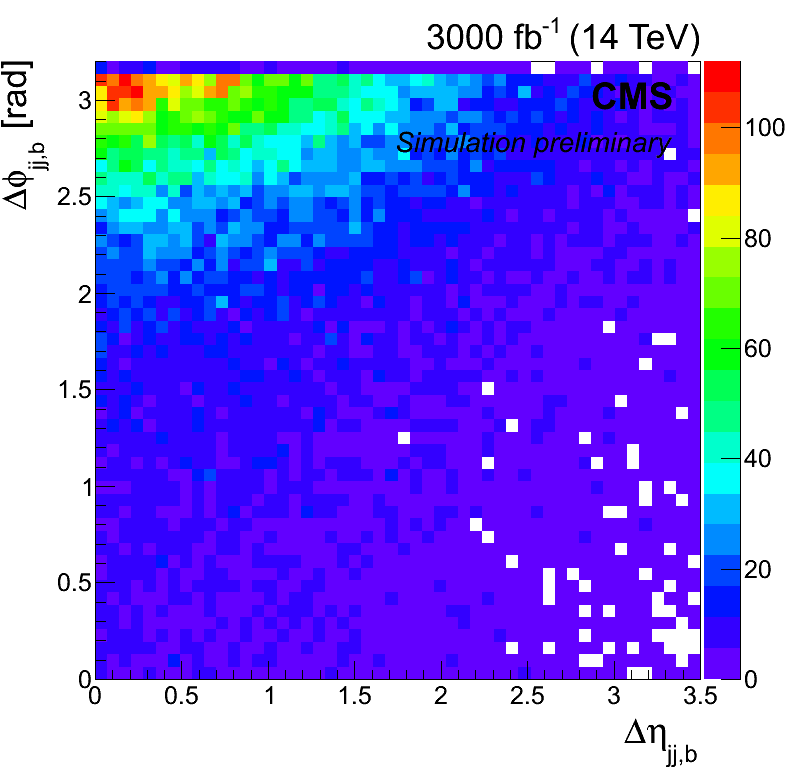 3000 fb⁻¹ (14 TeV)
CMS
Simulation preliminary
Δϕjj,b [rad]
3
2.5
2
1.5
1
0.5
0
0 0.5 1 1.5 2 2.5 3 3.5
Δηjj,b
100
80
60
40
20
0